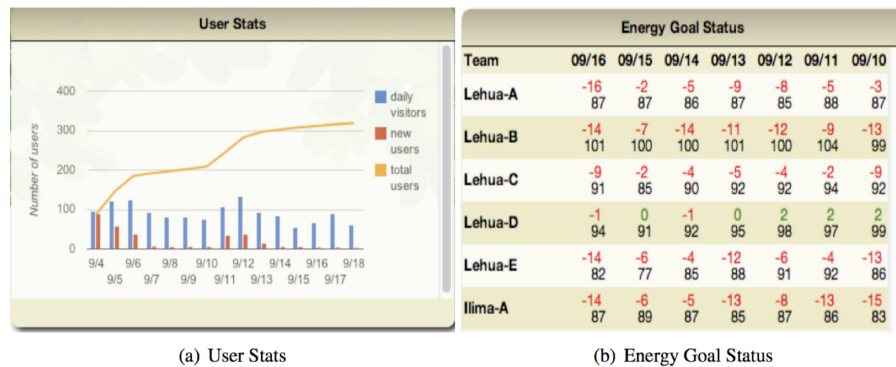 User Stats
400
300
200
100
0
Number of users
9/4 9/6 9/8 9/10 9/12 9/14 9/16 9/18
9/5 9/7 9/9 9/11 9/13 9/15 9/17
daily
visitors
new
users
total
users
(a) User Stats
Energy Goal Status
Team 09/16 09/15 09/14 09/13 09/12 09/11 09/10
Lehua-A -16 -2 -5 -9 -8 -5 -3
87 87 86 87 85 88 87
Lehua-B -14 -7 -14 -11 -12 -9 -13
101 100 100 101 100 104 99
Lehua-C -9 -2 -4 -5 -4 -2 -9
91 85 90 92 92 94 92
Lehua-D -1 0 -1 0 2 2 2
94 91 92 95 98 97 99
Lehua-E -14 -6 -4 -12 -6 -4 -13
82 77 85 88 91 92 86
Ilima-A -14 -6 -5 -13 -8 -13 -15
87 89 87 85 87 86 83
(b) Energy Goal Status